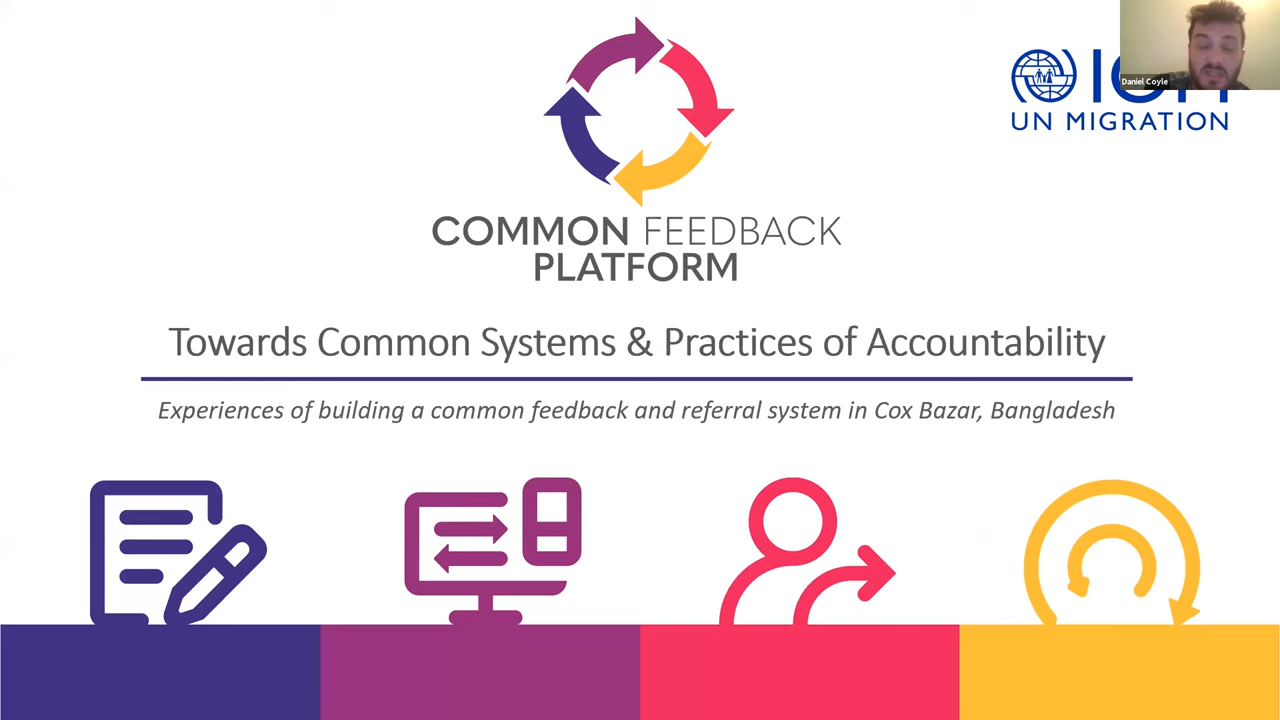 Daniel Coyle
UN MIGRATION
COMMON FEEDBACK
PLATFORM
Towards Common Systems & Practices of Accountability
Experiences of building a common feedback and referral system in Cox Bazar, Bangladesh